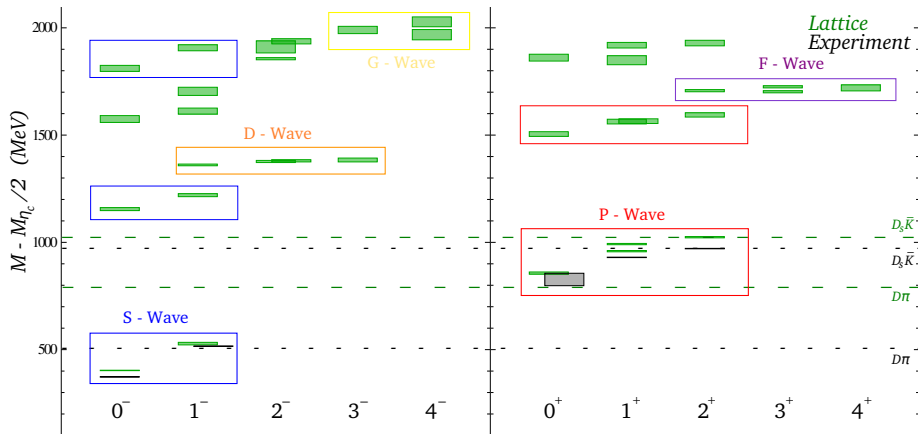 2000
1500
1000
500
M - M_{η_c}/2 (MeV)
Lattice
Experiment
G - Wave
F - Wave
D - Wave
P - Wave
S - Wave
D_s K̄
D_s K̄
Dπ
Dπ
0⁻ 1⁻ 2⁻ 3⁻ 4⁻ 0⁺ 1⁺ 2⁺ 3⁺ 4⁺